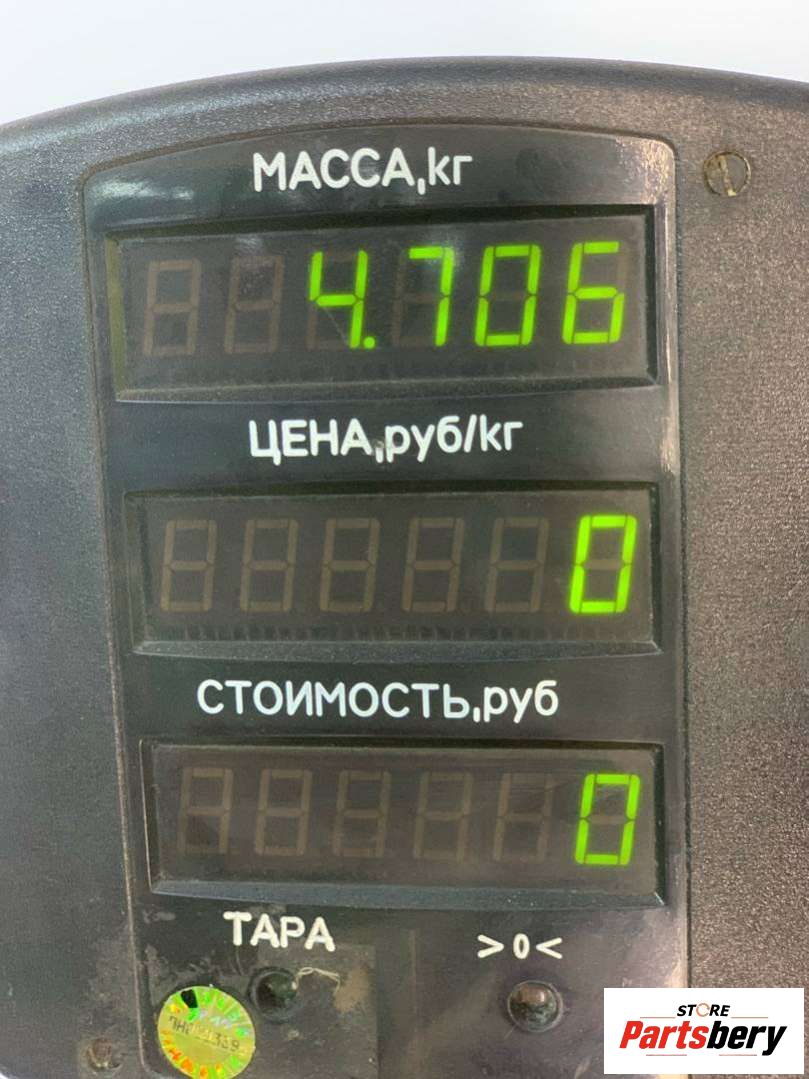 МАССА,кг
4.706
ЦЕНА,руб/кг
0
СТОИМОСТЬ,руб
0
ТАРА
>0<
STORE
Partsbery